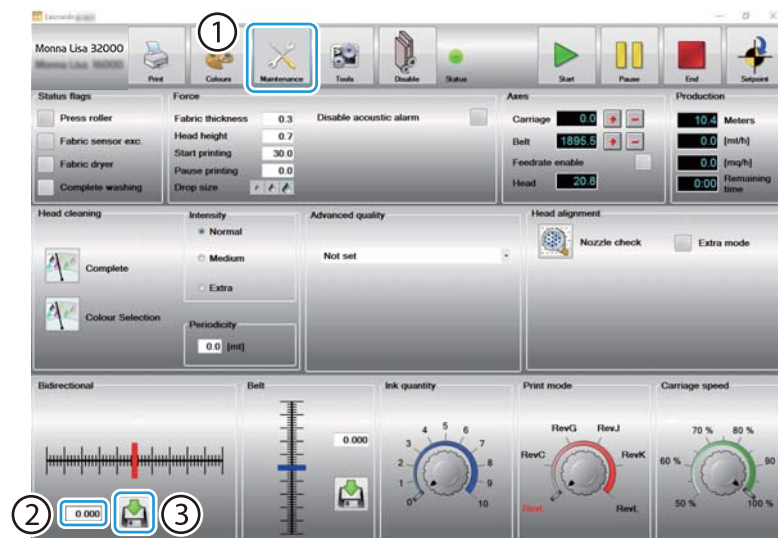 Leonardo
1
Monna Lisa 32000
Print
Colours
Maintenance
Tools
Disable
Status
Start
Pause
End
Setpoint
Status flags
Press roller
Fabric sensor exc.
Fabric dryer
Complete washing
Force
Fabric thickness 0.3
Head height 0.7
Start printing 30.0
Pause printing 0.0
Drop size
Disable acoustic alarm
Axes
Carriage 0.0
Belt 1895.5
Feedrate enable
Head 20.8
Production
10.4 Meters
0.0 [mt/h]
0.0 [mq/h]
0:00 Remaining
time
Head cleaning
Complete
Colour Selection
Intensity
Normal
Medium
Extra
Periodicity
0.0 [mt]
Advanced quality
Not set
Head alignment
Nozzle check
Extra mode
Bidirectional
2
0.000
3
Belt
0.000
Ink quantity
0 1 2 3 4 5 6 7 8 9 10
Print mode
RevI. RevC RevG RevJ RevK RevL
Carriage speed
50 % 60 % 70 % 80 % 90 100 %